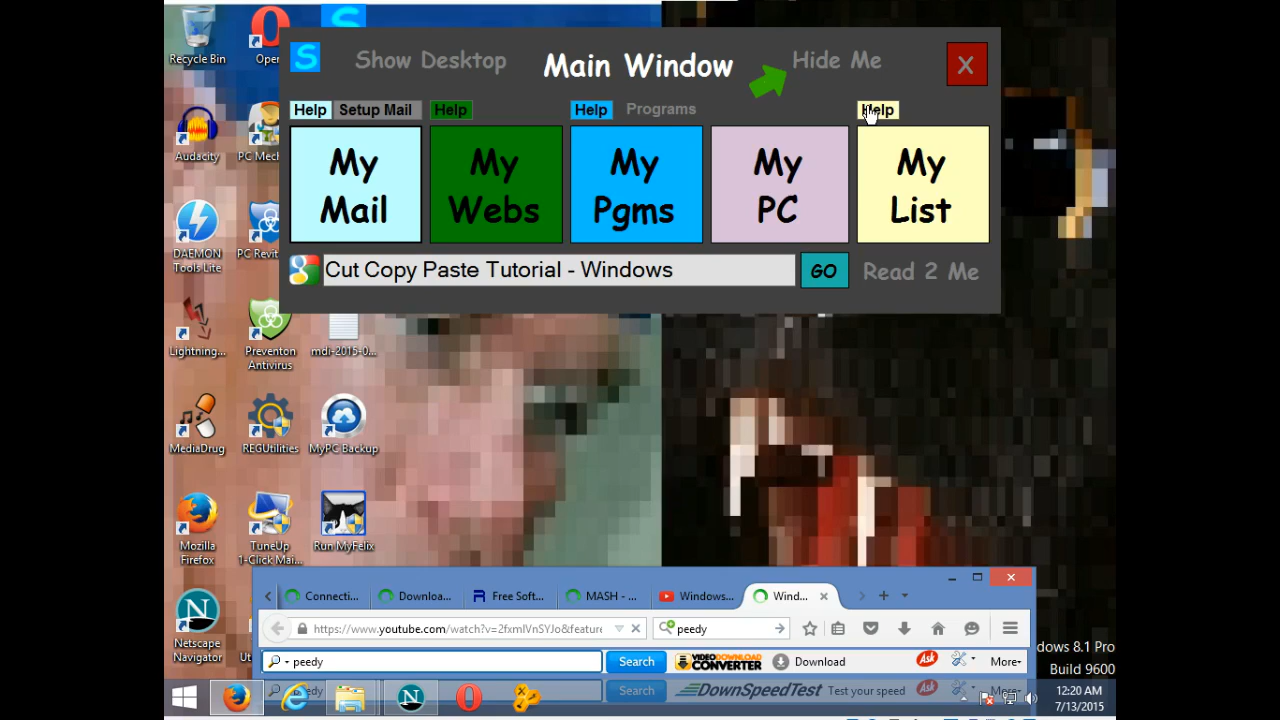 Recycle Bin
Oper
Audacity
PC Mech
DAEMON
Tools Lite
PC Revit
Lightning...
Preventon
Antivirus
mdi-2015-0...
MediaDrug
REGUtilities
MyPC Backup
Mozilla
Firefox
TuneUp
1-Click Mai...
Run MyFelix
Netscape
Navigator
Ut
S
Show Desktop
Main Window
Hide Me
X
Help
Setup Mail
Help
Help
Programs
Help
My
Mail
My
Webs
My
Pgms
My
PC
My
List
Cut Copy Paste Tutorial - Windows
GO
Read 2 Me
Connecti...
Downloa...
Free Soft...
MASH - ...
Windows...
Wind...
https://www.youtube.com/watch?v=2fxmlVnSYJo&feature
peedy
peedy
Search
VIDEO DOWNLOAD
CONVERTER
Download
Ask
More
Search
DownSpeedTest
Test your speed
Ask
More
dows 8.1 Pro
Build 9600
12:20 AM
7/13/2015